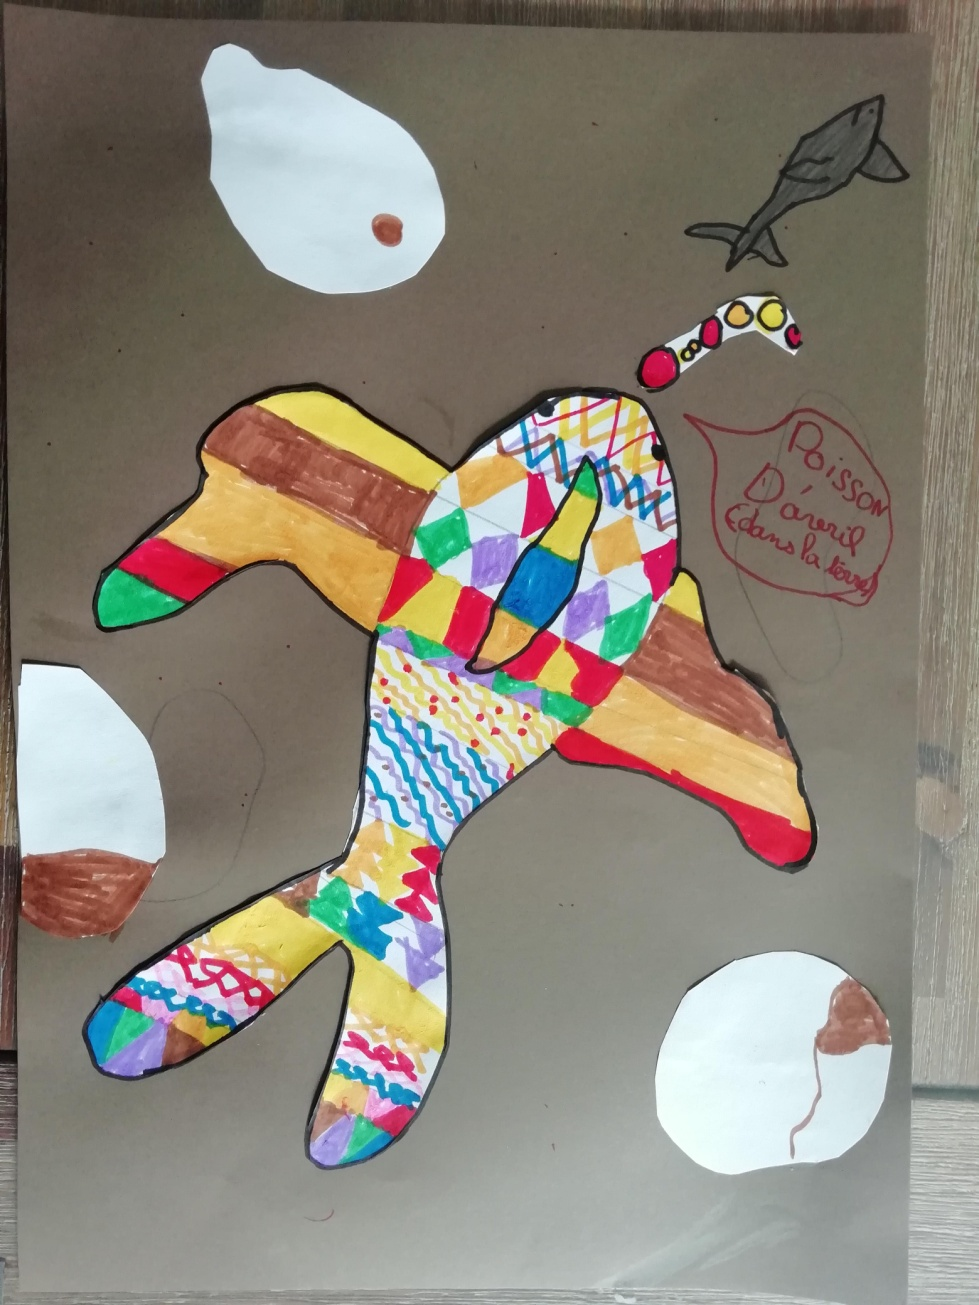 Poisson
D'avril
(dans la terre)